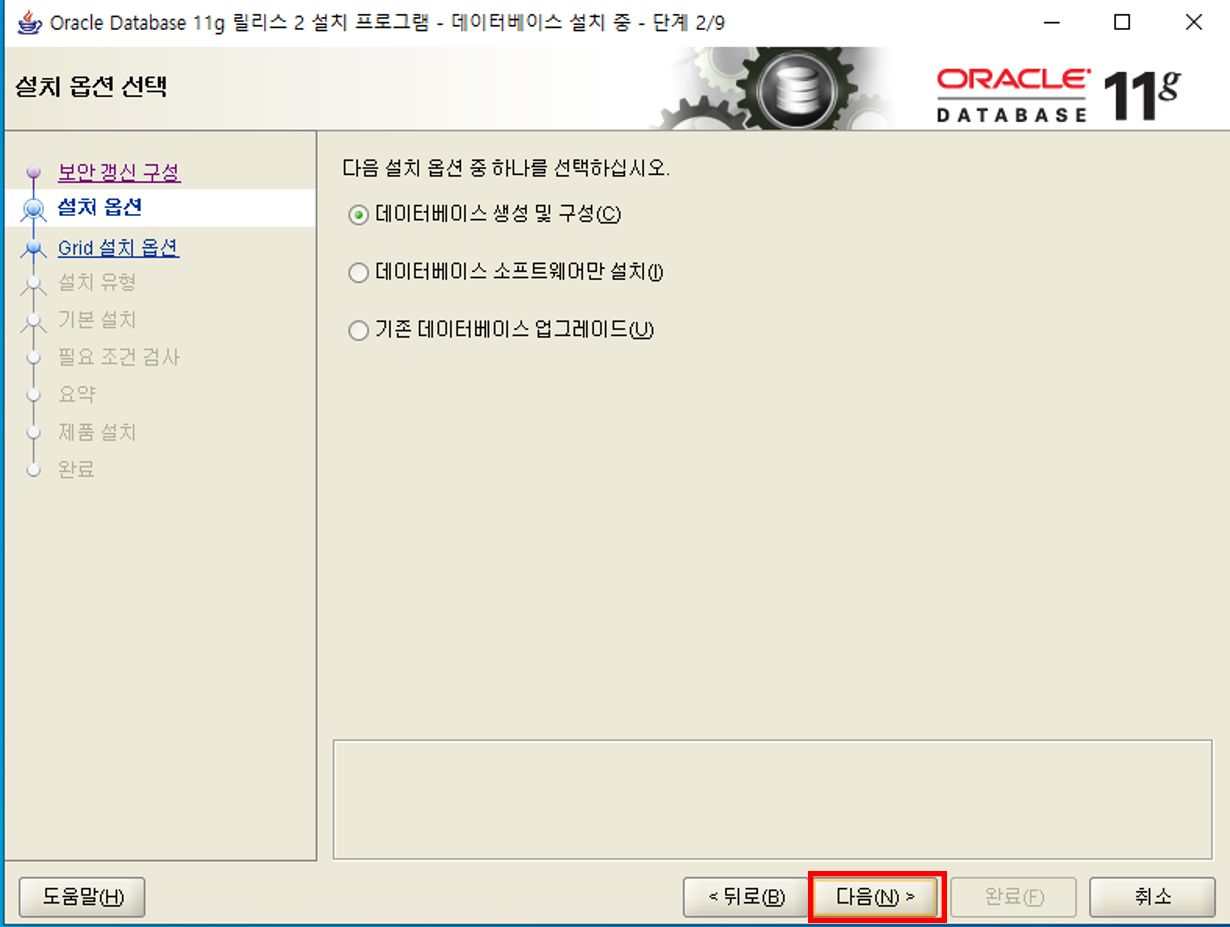 Oracle Database 11g 릴리스 2 설치 프로그램 - 데이터베이스 설치 중 - 단계 2/9
설치 옵션 선택
ORACLE
DATABASE
11g
보안 갱신 구성
설치 옵션
Grid 설치 옵션
설치 유형
기본 설치
필요 조건 검사
요약
제품 설치
완료
다음 설치 옵션 중 하나를 선택하십시오.
데이터베이스 생성 및 구성(C)
데이터베이스 소프트웨어만 설치(I)
기존 데이터베이스 업그레이드(U)
도움말(H)
< 뒤로(B)
다음(N) >
완료(F)
취소